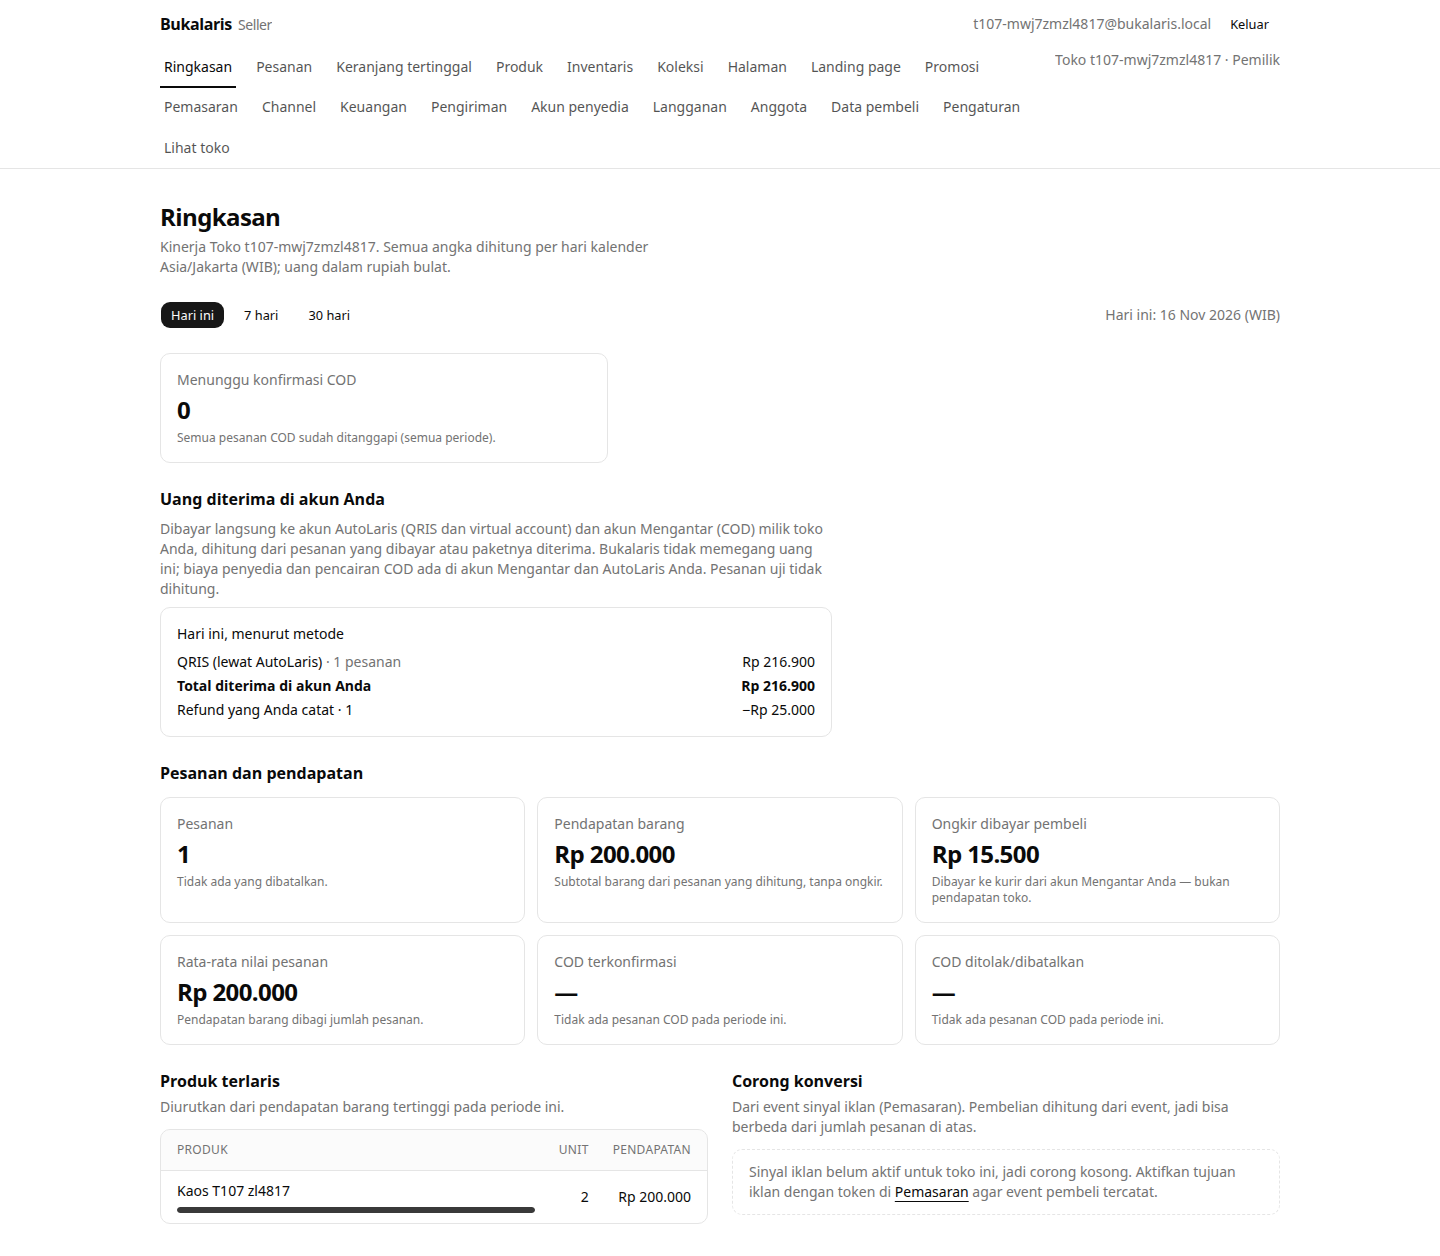 Bukalaris Seller
t107-mwj7zmzl4817@bukalaris.local Keluar
Ringkasan Pesanan Keranjang tertinggal Produk Inventaris Koleksi Halaman Landing page Promosi
Toko t107-mwj7zmzl4817 · Pemilik
Pemasaran Channel Keuangan Pengiriman Akun penyedia Langganan Anggota Data pembeli Pengaturan
Lihat toko
Ringkasan
Kinerja Toko t107-mwj7zmzl4817. Semua angka dihitung per hari kalender
Asia/Jakarta (WIB); uang dalam rupiah bulat.
Hari ini 7 hari 30 hari
Hari ini: 16 Nov 2026 (WIB)
Menunggu konfirmasi COD
0
Semua pesanan COD sudah ditanggapi (semua periode).
Uang diterima di akun Anda
Dibayar langsung ke akun AutoLaris (QRIS dan virtual account) dan akun Mengantar (COD) milik toko
Anda, dihitung dari pesanan yang dibayar atau paketnya diterima. Bukalaris tidak memegang uang
ini; biaya penyedia dan pencairan COD ada di akun Mengantar dan AutoLaris Anda. Pesanan uji tidak
dihitung.
Hari ini, menurut metode
QRIS (lewat AutoLaris) · 1 pesanan Rp 216.900
Total diterima di akun Anda Rp 216.900
Refund yang Anda catat · 1 −Rp 25.000
Pesanan dan pendapatan
Pesanan
1
Tidak ada yang dibatalkan.
Pendapatan barang
Rp 200.000
Subtotal barang dari pesanan yang dihitung, tanpa ongkir.
Ongkir dibayar pembeli
Rp 15.500
Dibayar ke kurir dari akun Mengantar Anda — bukan
pendapatan toko.
Rata-rata nilai pesanan
Rp 200.000
Pendapatan barang dibagi jumlah pesanan.
COD terkonfirmasi
—
Tidak ada pesanan COD pada periode ini.
COD ditolak/dibatalkan
—
Tidak ada pesanan COD pada periode ini.
Produk terlaris
Diurutkan dari pendapatan barang tertinggi pada periode ini.
PRODUK UNIT PENDAPATAN
Kaos T107 zl4817 2 Rp 200.000
Corong konversi
Dari event sinyal iklan (Pemasaran). Pembelian dihitung dari event, jadi bisa
berbeda dari jumlah pesanan di atas.
Sinyal iklan belum aktif untuk toko ini, jadi corong kosong. Aktifkan tujuan
iklan dengan token di Pemasaran agar event pembeli tercatat.